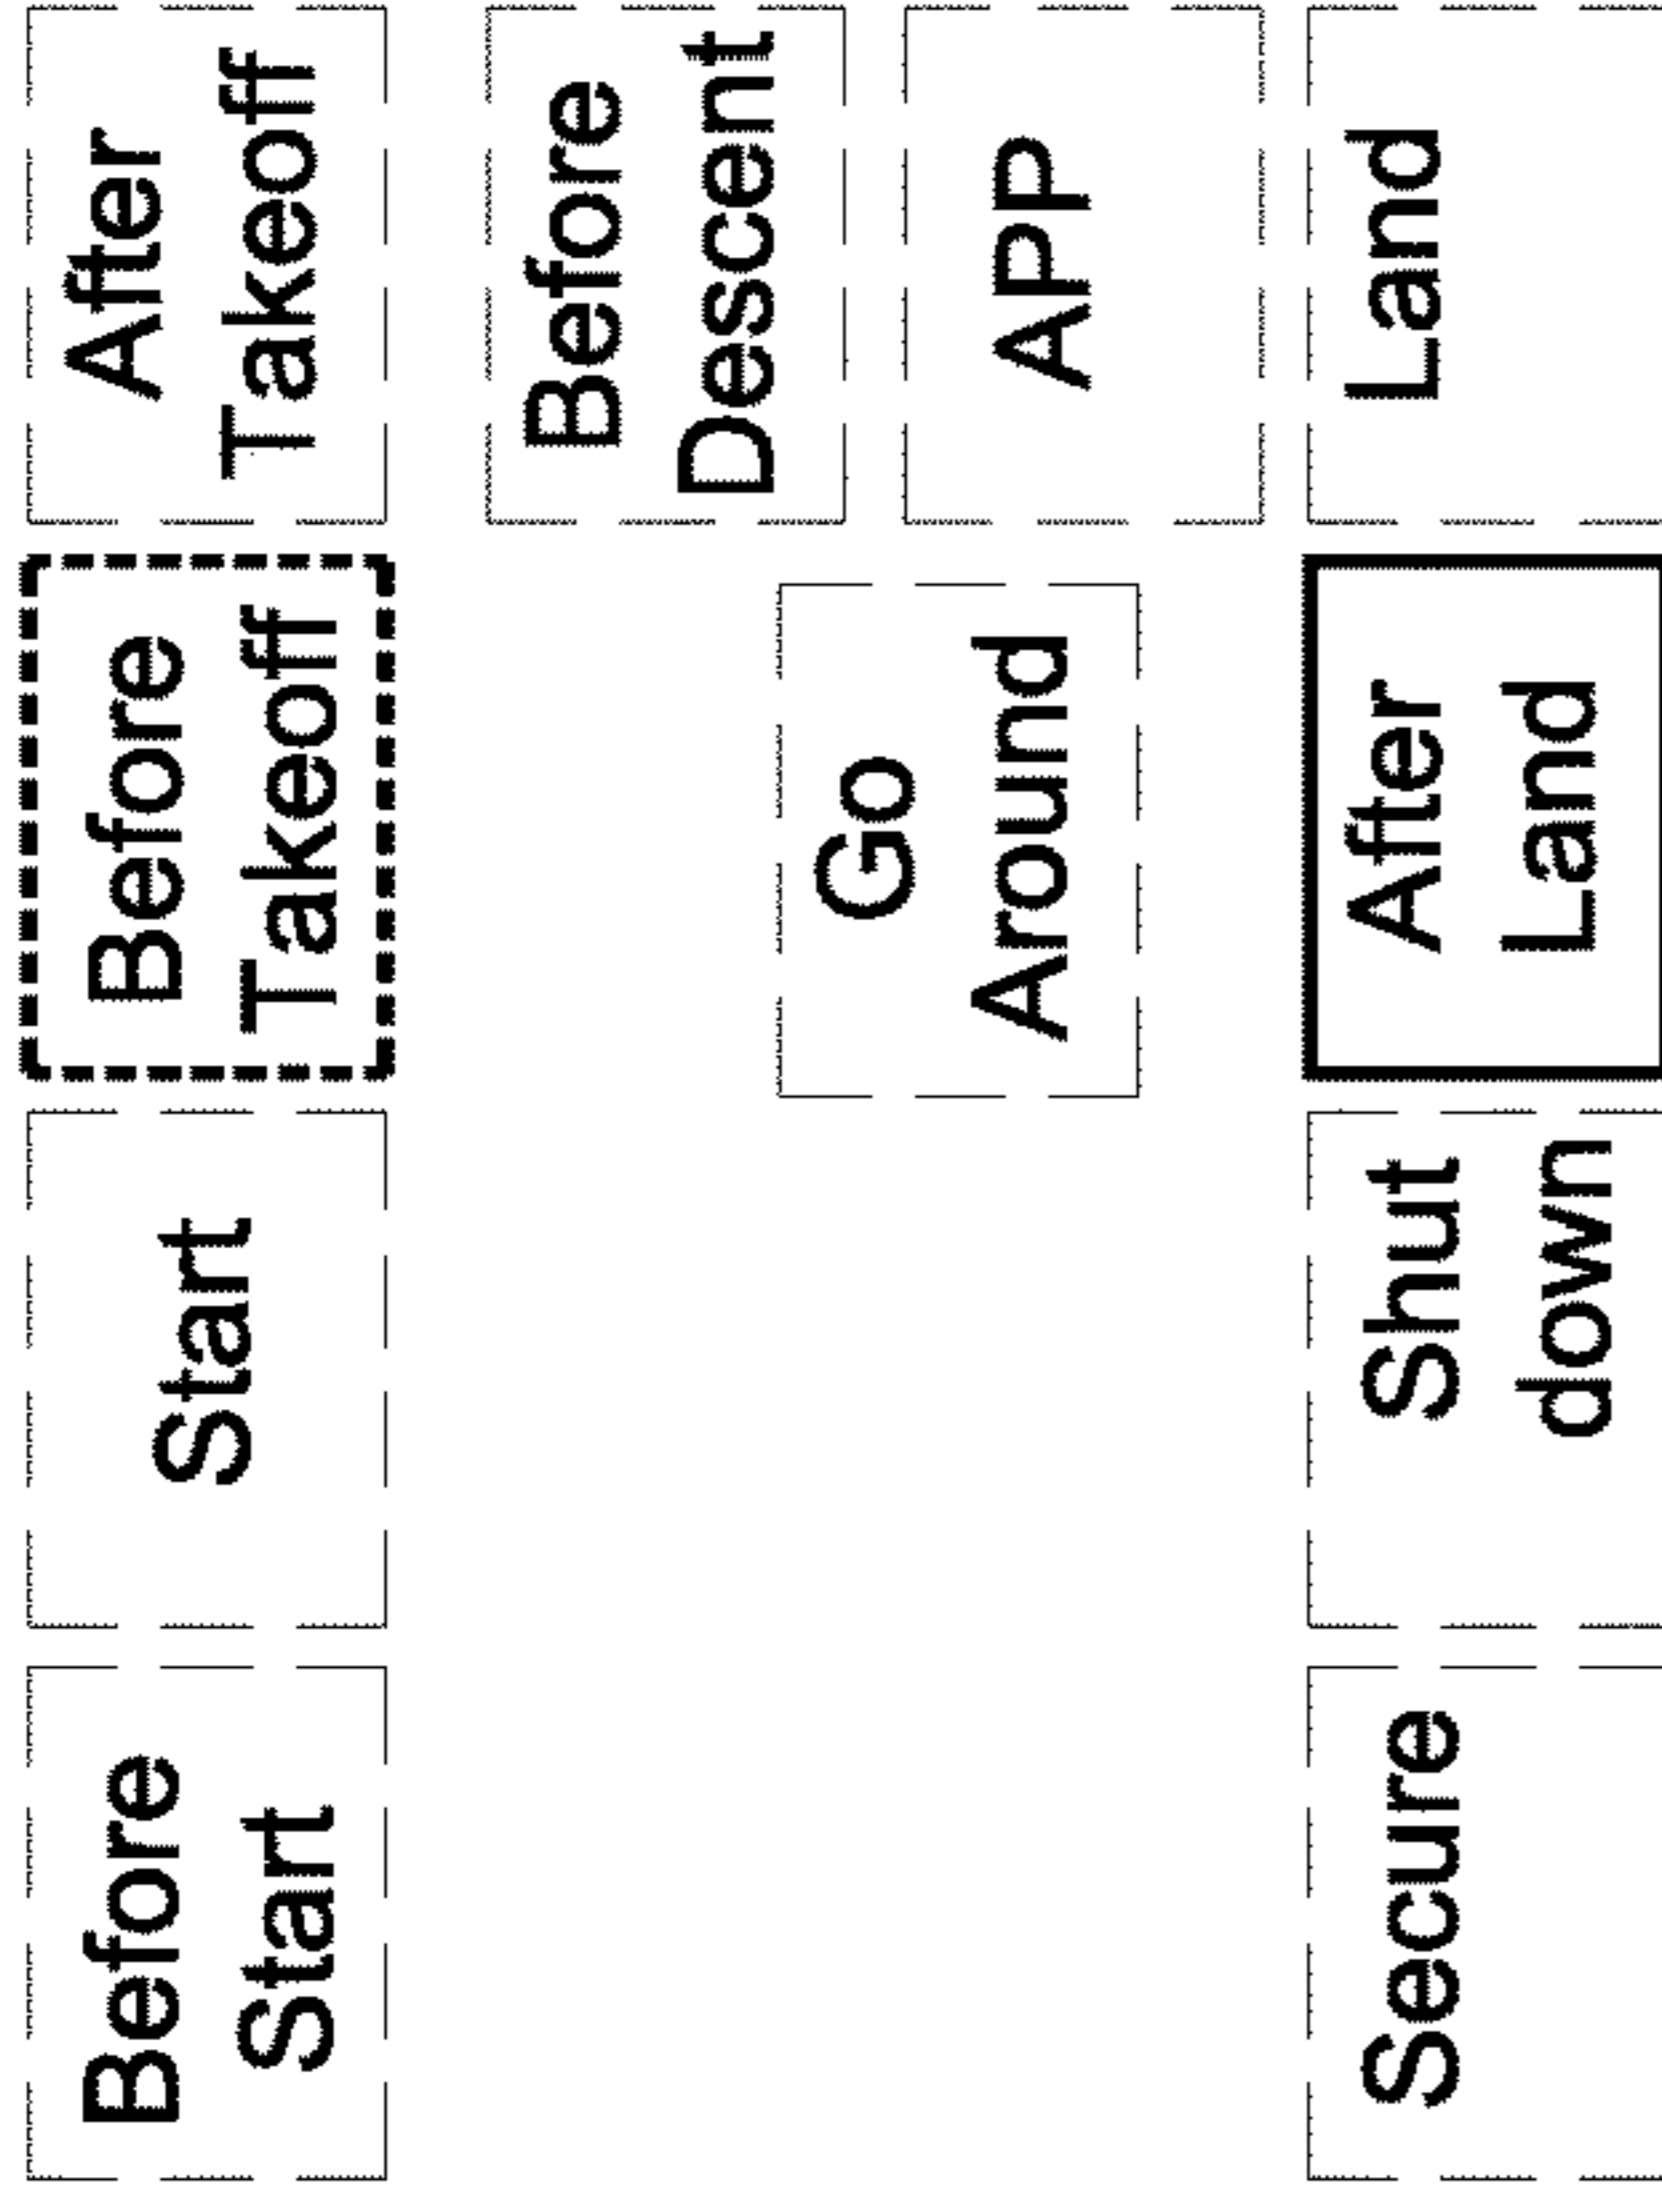 Before
Start
Start
Before
Takeoff
After
Takeoff
Before
Descent
Go
Around
APP
Secure
Shut
down
After
Land
Land